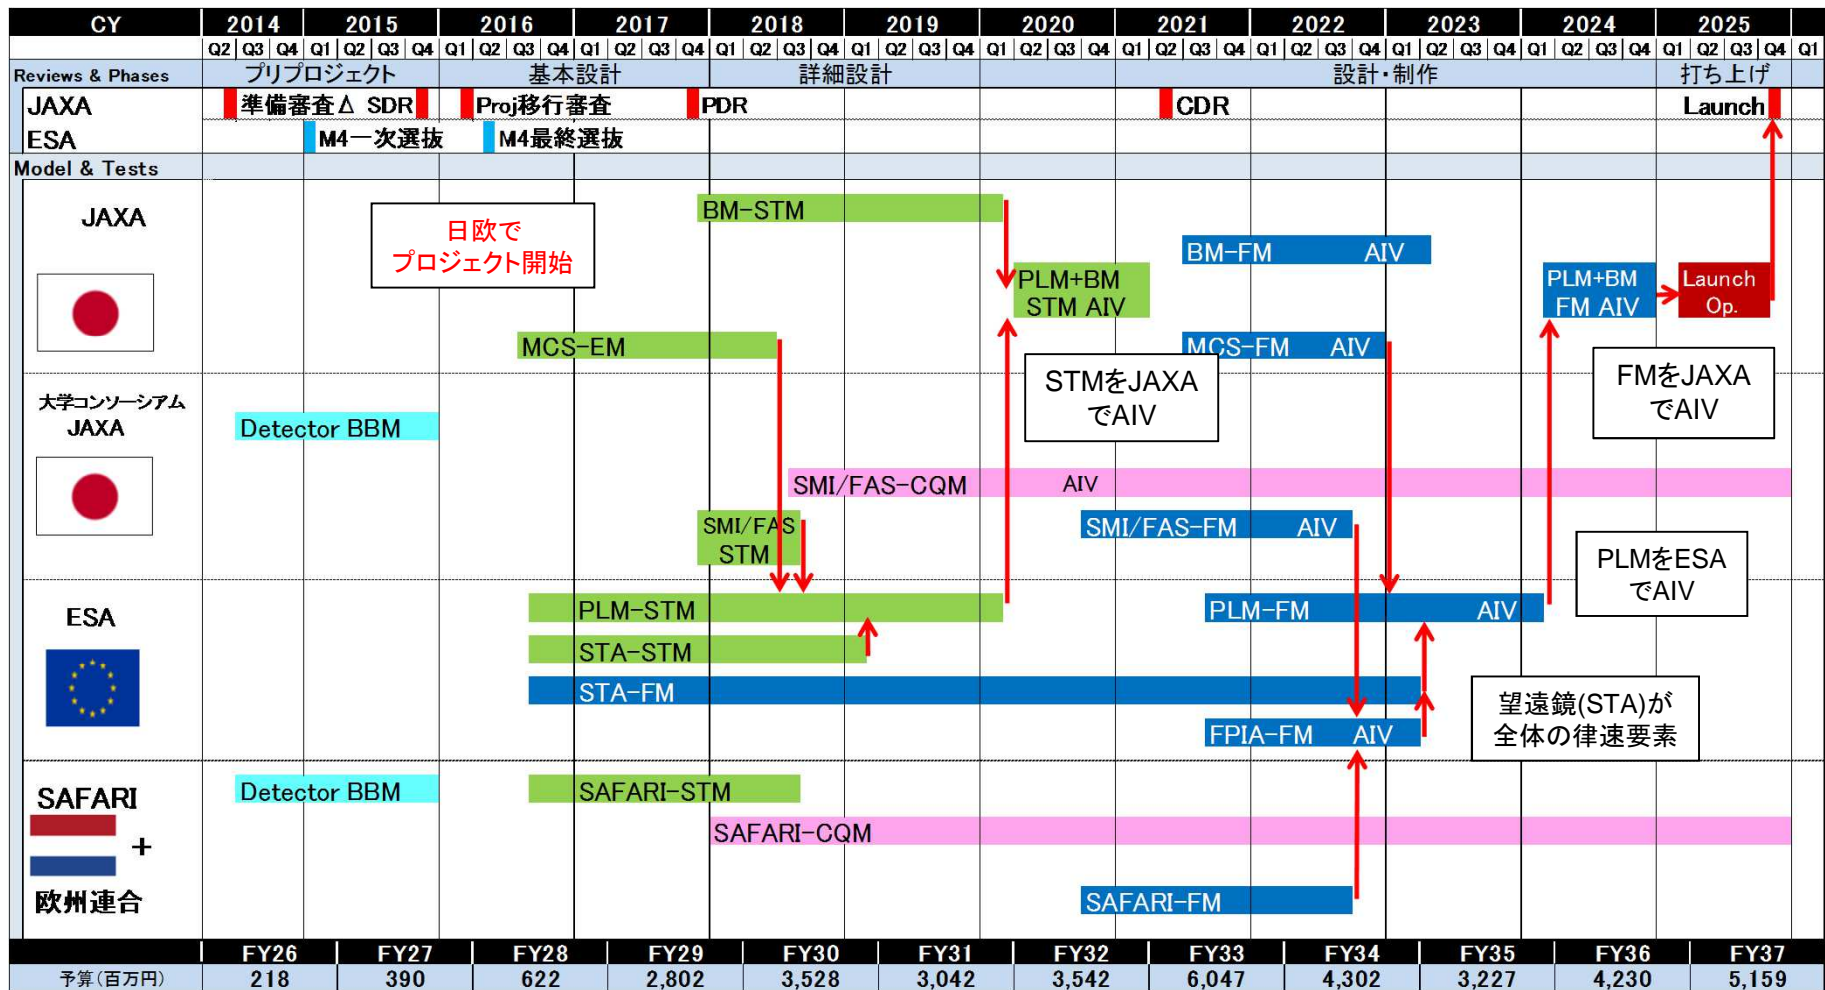 CY 2014 2015 2016 2017 2018 2019 2020 2021 2022 2023 2024 2025
Q2 Q3 Q4 Q1 Q2 Q3 Q4 Q1 Q2 Q3 Q4 Q1 Q2 Q3 Q4 Q1 Q2 Q3 Q4 Q1 Q2 Q3 Q4 Q1 Q2 Q3 Q4 Q1 Q2 Q3 Q4 Q1 Q2 Q3 Q4 Q1 Q2 Q3 Q4 Q1 Q2 Q3 Q4 Q1 Q2 Q3 Q4 Q1
Reviews & Phases プリプロジェクト 基本設計 詳細設計 設計・制作 打ち上げ
JAXA 準備審査Δ SDR Proj移行審査 PDR CDR Launch
ESA M4一次選抜 M4最終選抜
Model & Tests
JAXA
BM-STM
日欧で
プロジェクト開始
BM-FM AIV
PLM+BM
STM AIV
PLM+BM
FM AIV
Launch
Op.
MCS-EM
MCS-FM AIV
STMをJAXA
でAIV
FMをJAXA
でAIV
大学コンソーシアム
JAXA
Detector BBM
SMI/FAS-CQM AIV
SMI/FAS
STM
SMI/FAS-FM AIV
PLMをESA
でAIV
ESA
PLM-STM
PLM-FM AIV
STA-STM
STA-FM
FPIA-FM AIV
望遠鏡(STA)が
全体の律速要素
SAFARI
+
欧州連合
Detector BBM
SAFARI-STM
SAFARI-CQM
SAFARI-FM
FY26 FY27 FY28 FY29 FY30 FY31 FY32 FY33 FY34 FY35 FY36 FY37
予算(百万円) 218 390 622 2,802 3,528 3,042 3,542 6,047 4,302 3,227 4,230 5,159